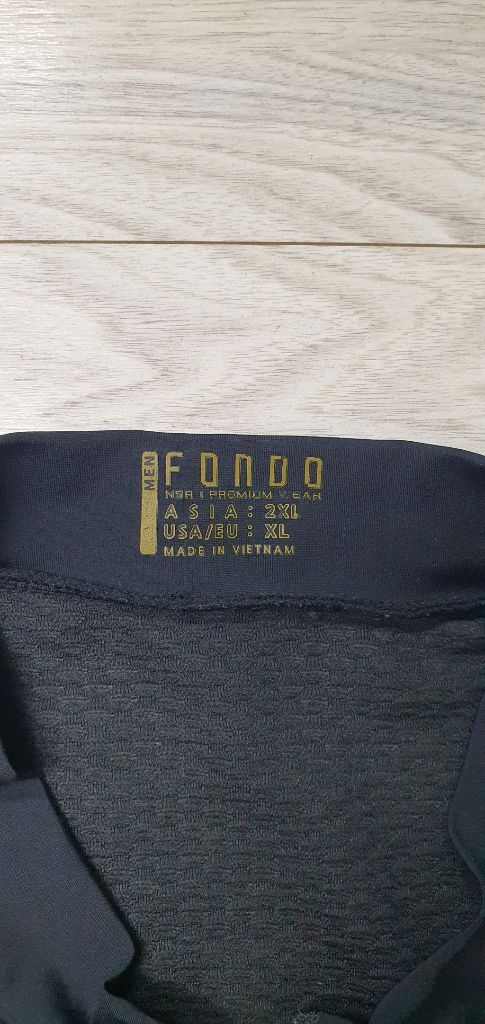 MEN
FONDO
NSR | PREMIUM WEAR
ASIA : 2XL
USA/EU : XL
MADE IN VIETNAM